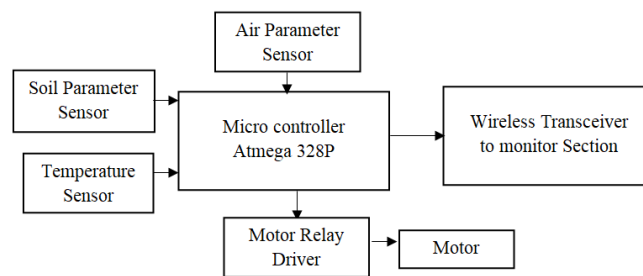 Air Parameter
Sensor
Soil Parameter
Sensor
Micro controller
Atmega 328P
Wireless Transceiver
to monitor Section
Temperature
Sensor
Motor Relay
Driver
Motor